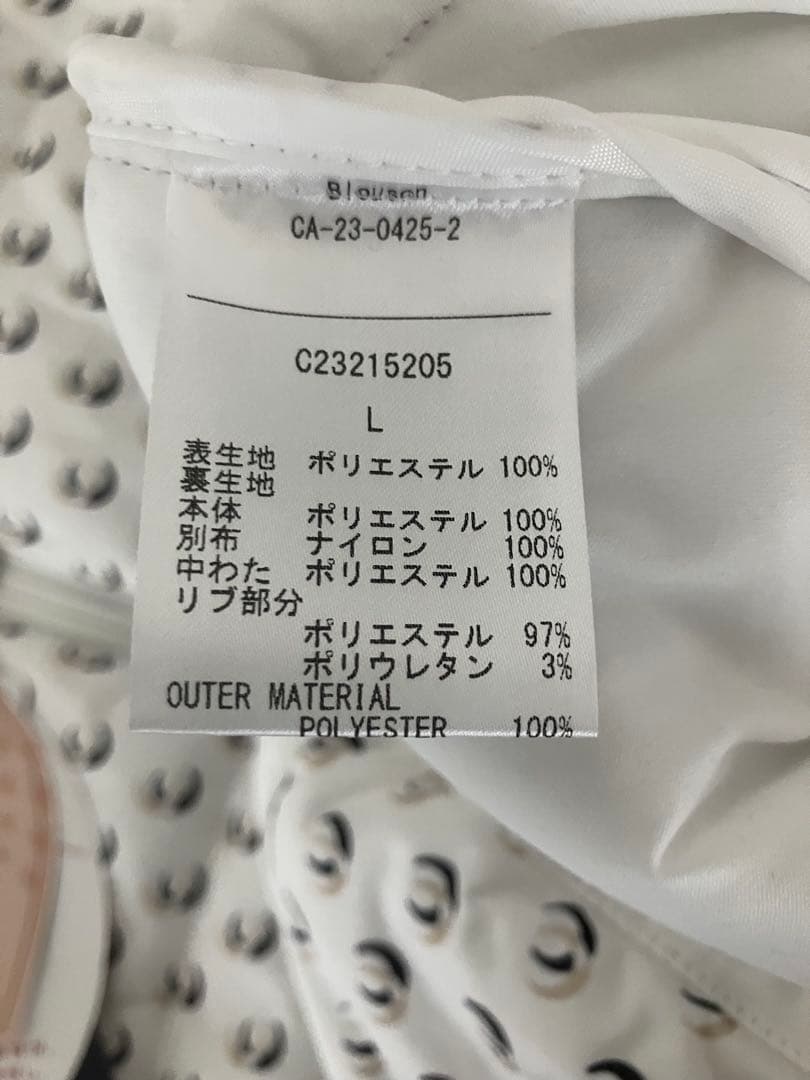 Blouson
CA-23-0425-2
C23215205
L
表生地 ポリエステル 100%
裏生地
本体 ポリエステル 100%
別布 ナイロン 100%
中わた ポリエステル 100%
リブ部分
ポリエステル 97%
ポリウレタン 3%
OUTER MATERIAL
POLYESTER 100%